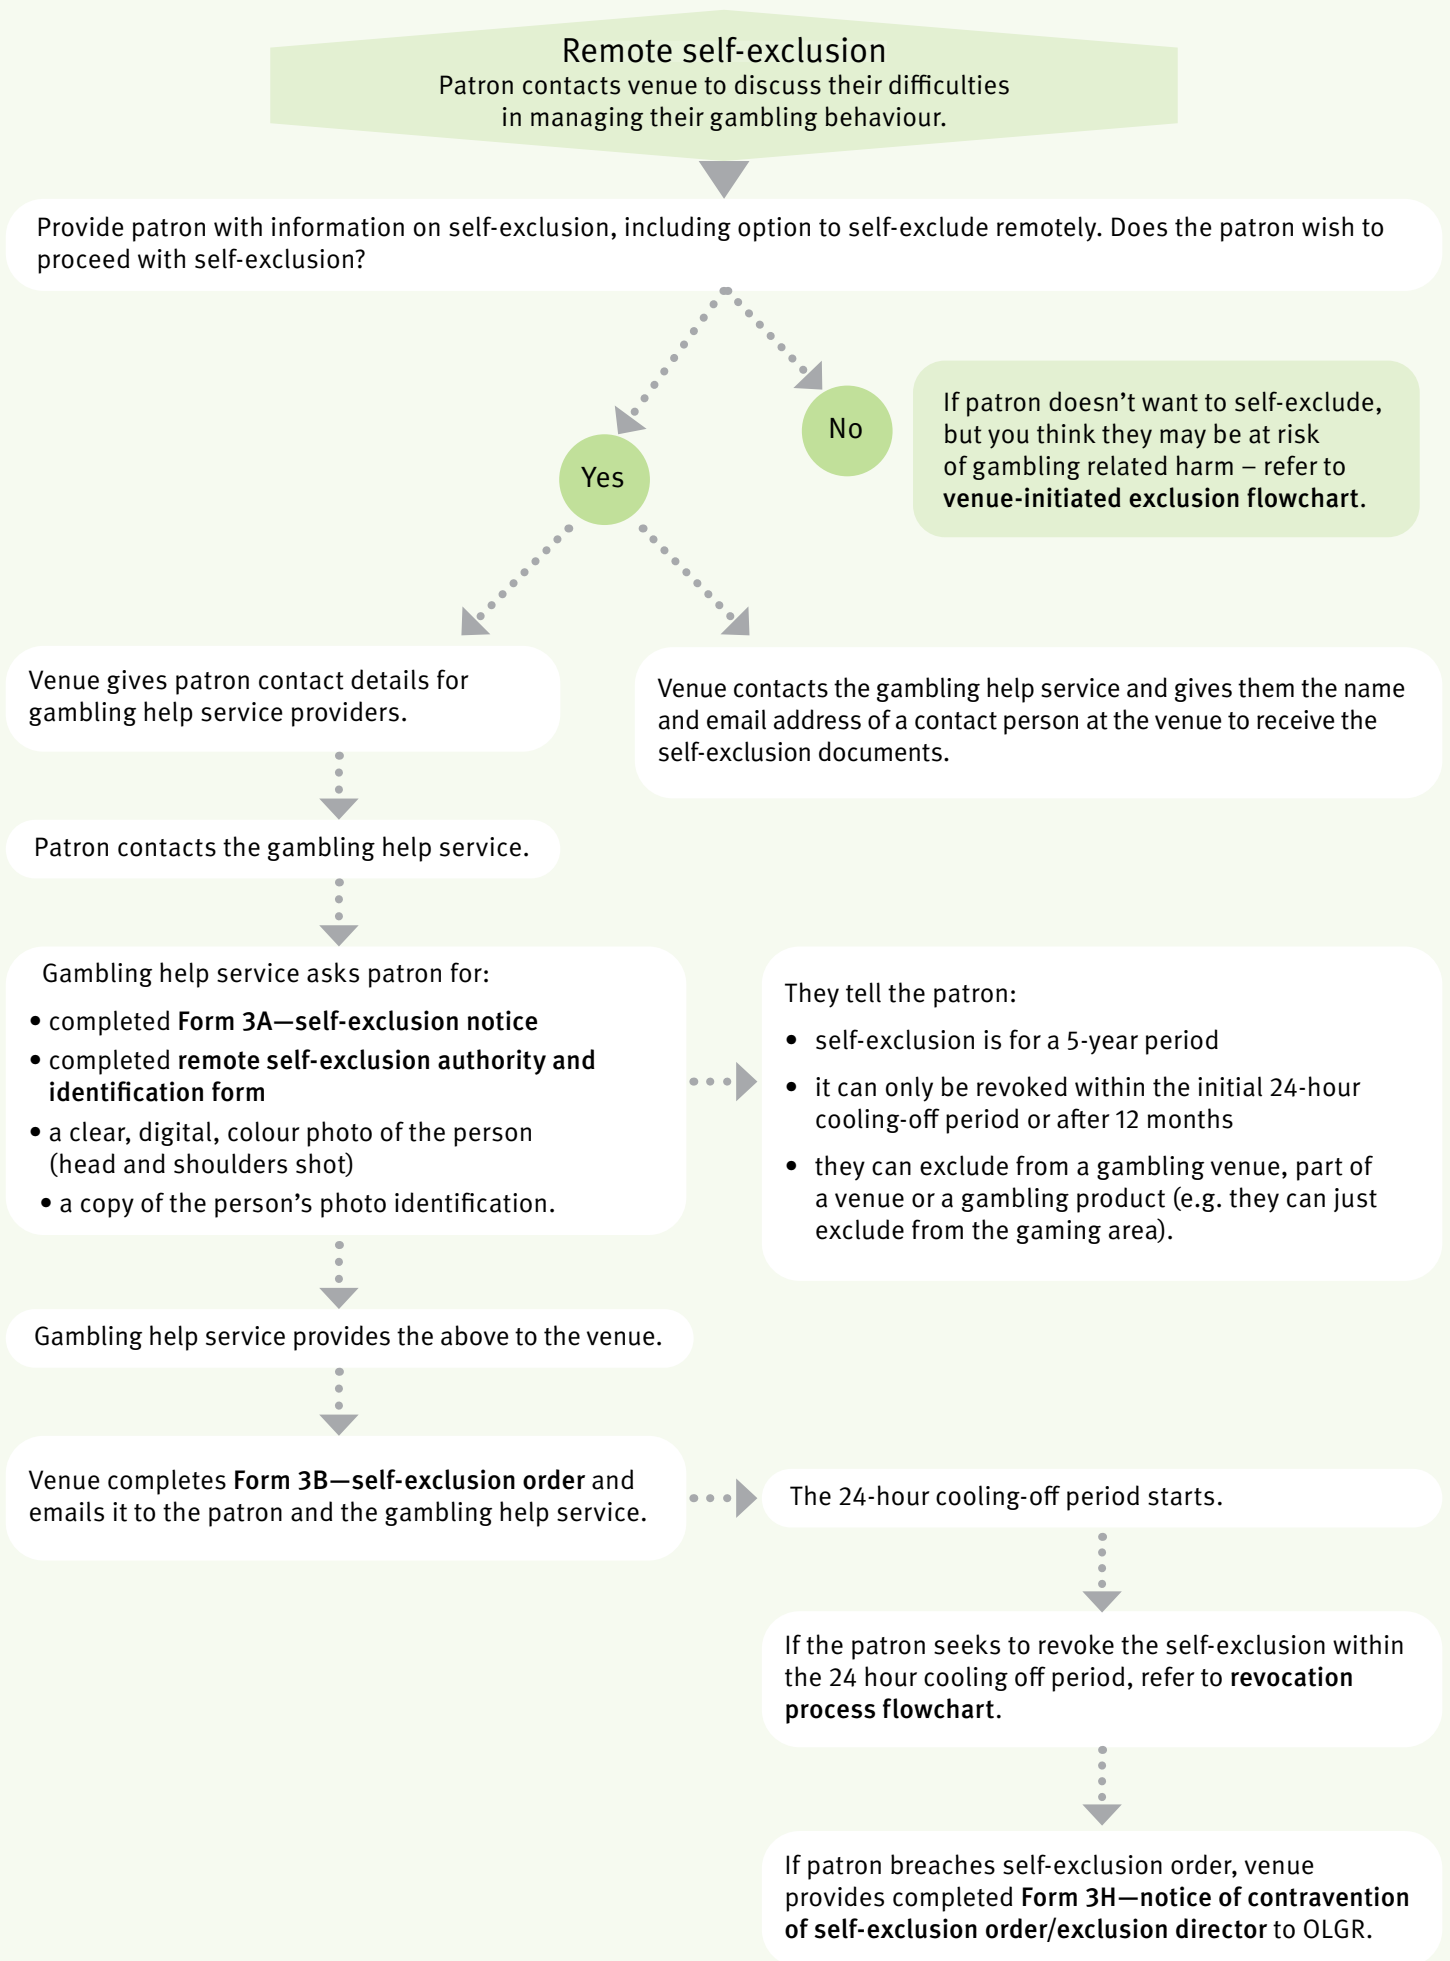 Remote self-exclusion
Patron contacts venue to discuss their difficulties
in managing their gambling behaviour.
Provide patron with information on self-exclusion, including option to self-exclude remotely. Does the patron wish to
proceed with self-exclusion?
No
If patron doesn’t want to self-exclude,
but you think they may be at risk
of gambling related harm – refer to
venue-initiated exclusion flowchart.
Yes
Venue gives patron contact details for
gambling help service providers.
Venue contacts the gambling help service and gives them the name
and email address of a contact person at the venue to receive the
self-exclusion documents.
Patron contacts the gambling help service.
Gambling help service asks patron for:
• completed Form 3A—self-exclusion notice
• completed remote self-exclusion authority and
identification form
• a clear, digital, colour photo of the person
(head and shoulders shot)
• a copy of the person’s photo identification.
They tell the patron:
• self-exclusion is for a 5-year period
• it can only be revoked within the initial 24-hour
cooling-off period or after 12 months
• they can exclude from a gambling venue, part of
a venue or a gambling product (e.g. they can just
exclude from the gaming area).
Gambling help service provides the above to the venue.
Venue completes Form 3B—self-exclusion order and
emails it to the patron and the gambling help service.
The 24-hour cooling-off period starts.
If the patron seeks to revoke the self-exclusion within
the 24 hour cooling off period, refer to revocation
process flowchart.
If patron breaches self-exclusion order, venue
provides completed Form 3H—notice of contravention
of self-exclusion order/exclusion director to OLGR.